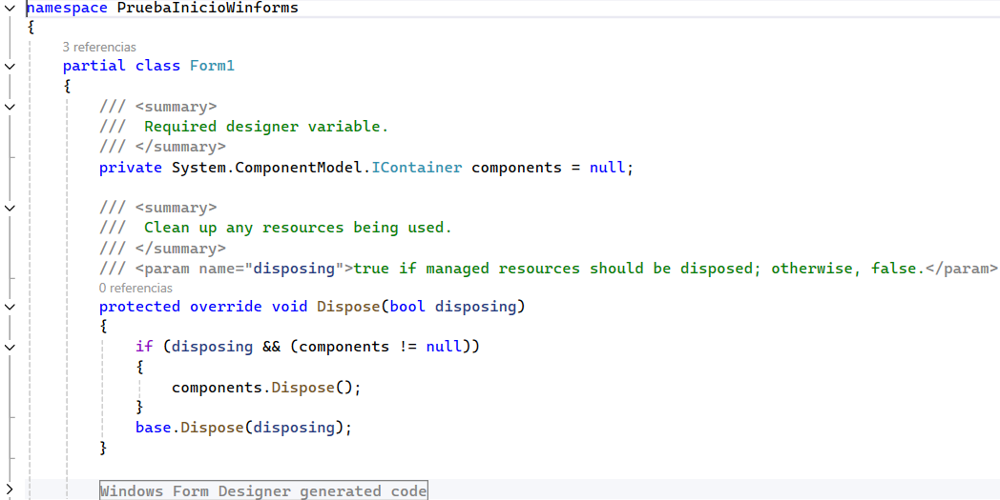 namespace PruebaInicioWinforms
{
3 referencias
partial class Form1
{
/// <summary>
///  Required designer variable.
/// </summary>
private System.ComponentModel.IContainer components = null;
/// <summary>
///  Clean up any resources being used.
/// </summary>
/// <param name="disposing">true if managed resources should be disposed; otherwise, false.</param>
0 referencias
protected override void Dispose(bool disposing)
{
if (disposing && (components != null))
{
components.Dispose();
}
base.Dispose(disposing);
}
Windows Form Designer generated code